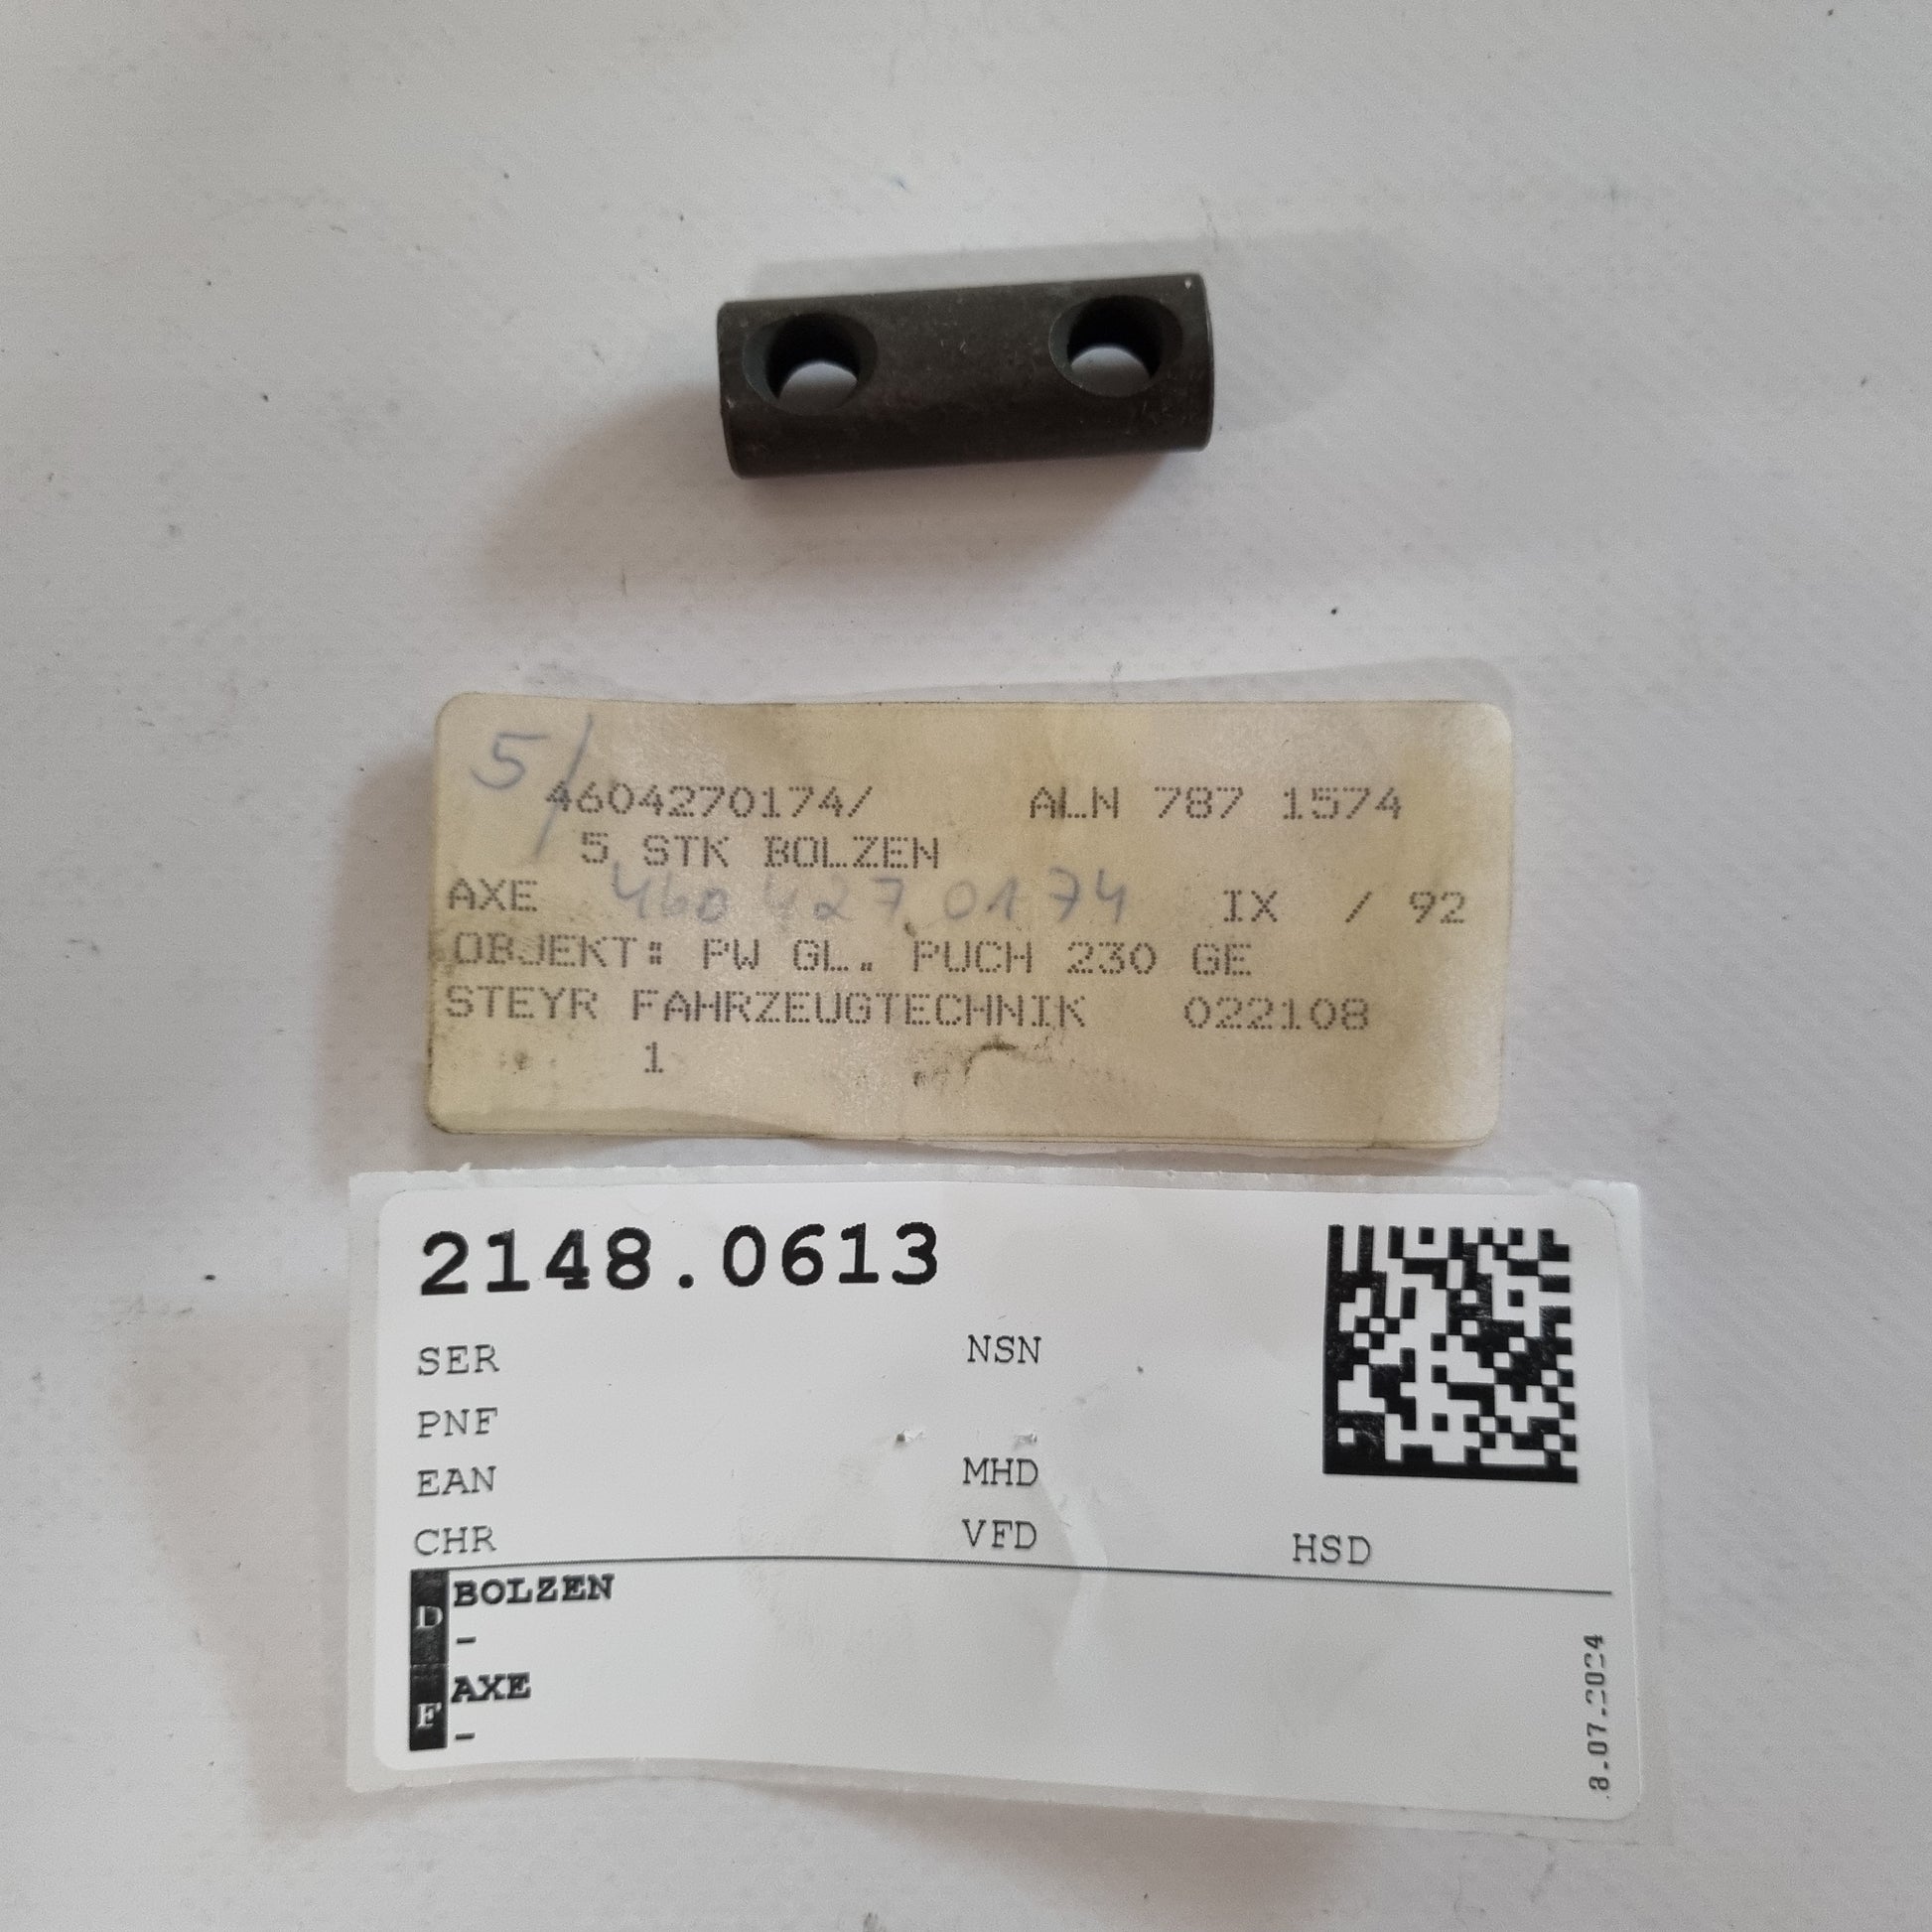 5/
4604270174/ ALN 787 1574
5 STK BOLZEN
AXE 460 427 01 74 IX / 92
OBJEKT: PW GL. PUCH 230 GE
STEYR FAHRZEUGTECHNIK 022108
1
2148.0613
SER NSN
PNF
EAN MHD
CHR VFD HSD
D BOLZEN
-
F AXE
-
8.07.2024